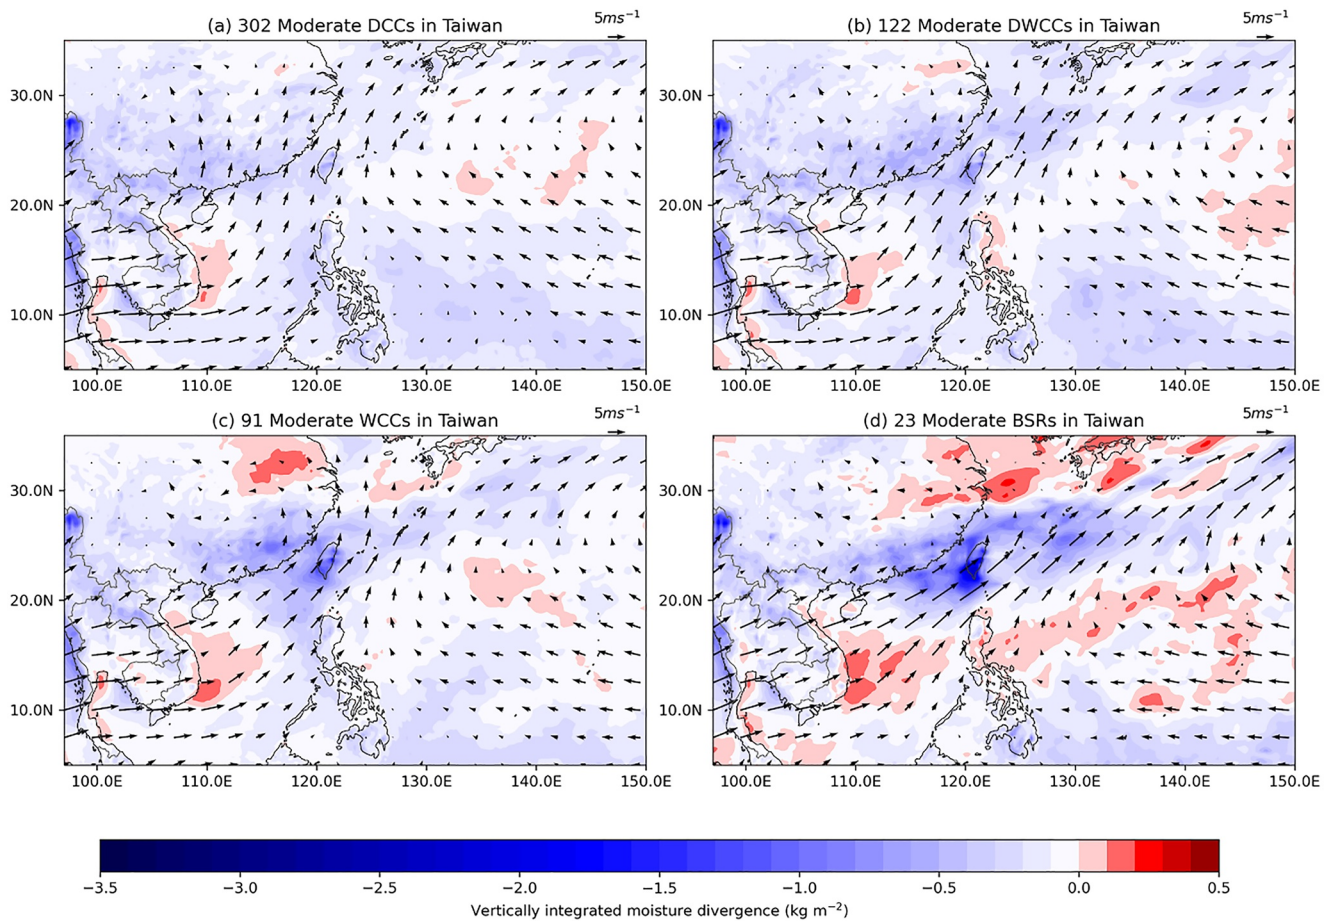 (a) 302 Moderate DCCs in Taiwan
5ms⁻¹
(b) 122 Moderate DWCCs in Taiwan
5ms⁻¹
30.0N
20.0N
10.0N
100.0E 110.0E 120.0E 130.0E 140.0E 150.0E
30.0N
20.0N
10.0N
100.0E 110.0E 120.0E 130.0E 140.0E 150.0E
(c) 91 Moderate WCCs in Taiwan
5ms⁻¹
(d) 23 Moderate BSRs in Taiwan
5ms⁻¹
30.0N
20.0N
10.0N
100.0E 110.0E 120.0E 130.0E 140.0E 150.0E
30.0N
20.0N
10.0N
100.0E 110.0E 120.0E 130.0E 140.0E 150.0E
−3.5 −3.0 −2.5 −2.0 −1.5 −1.0 −0.5 0.0 0.5
Vertically integrated moisture divergence (kg m⁻²)